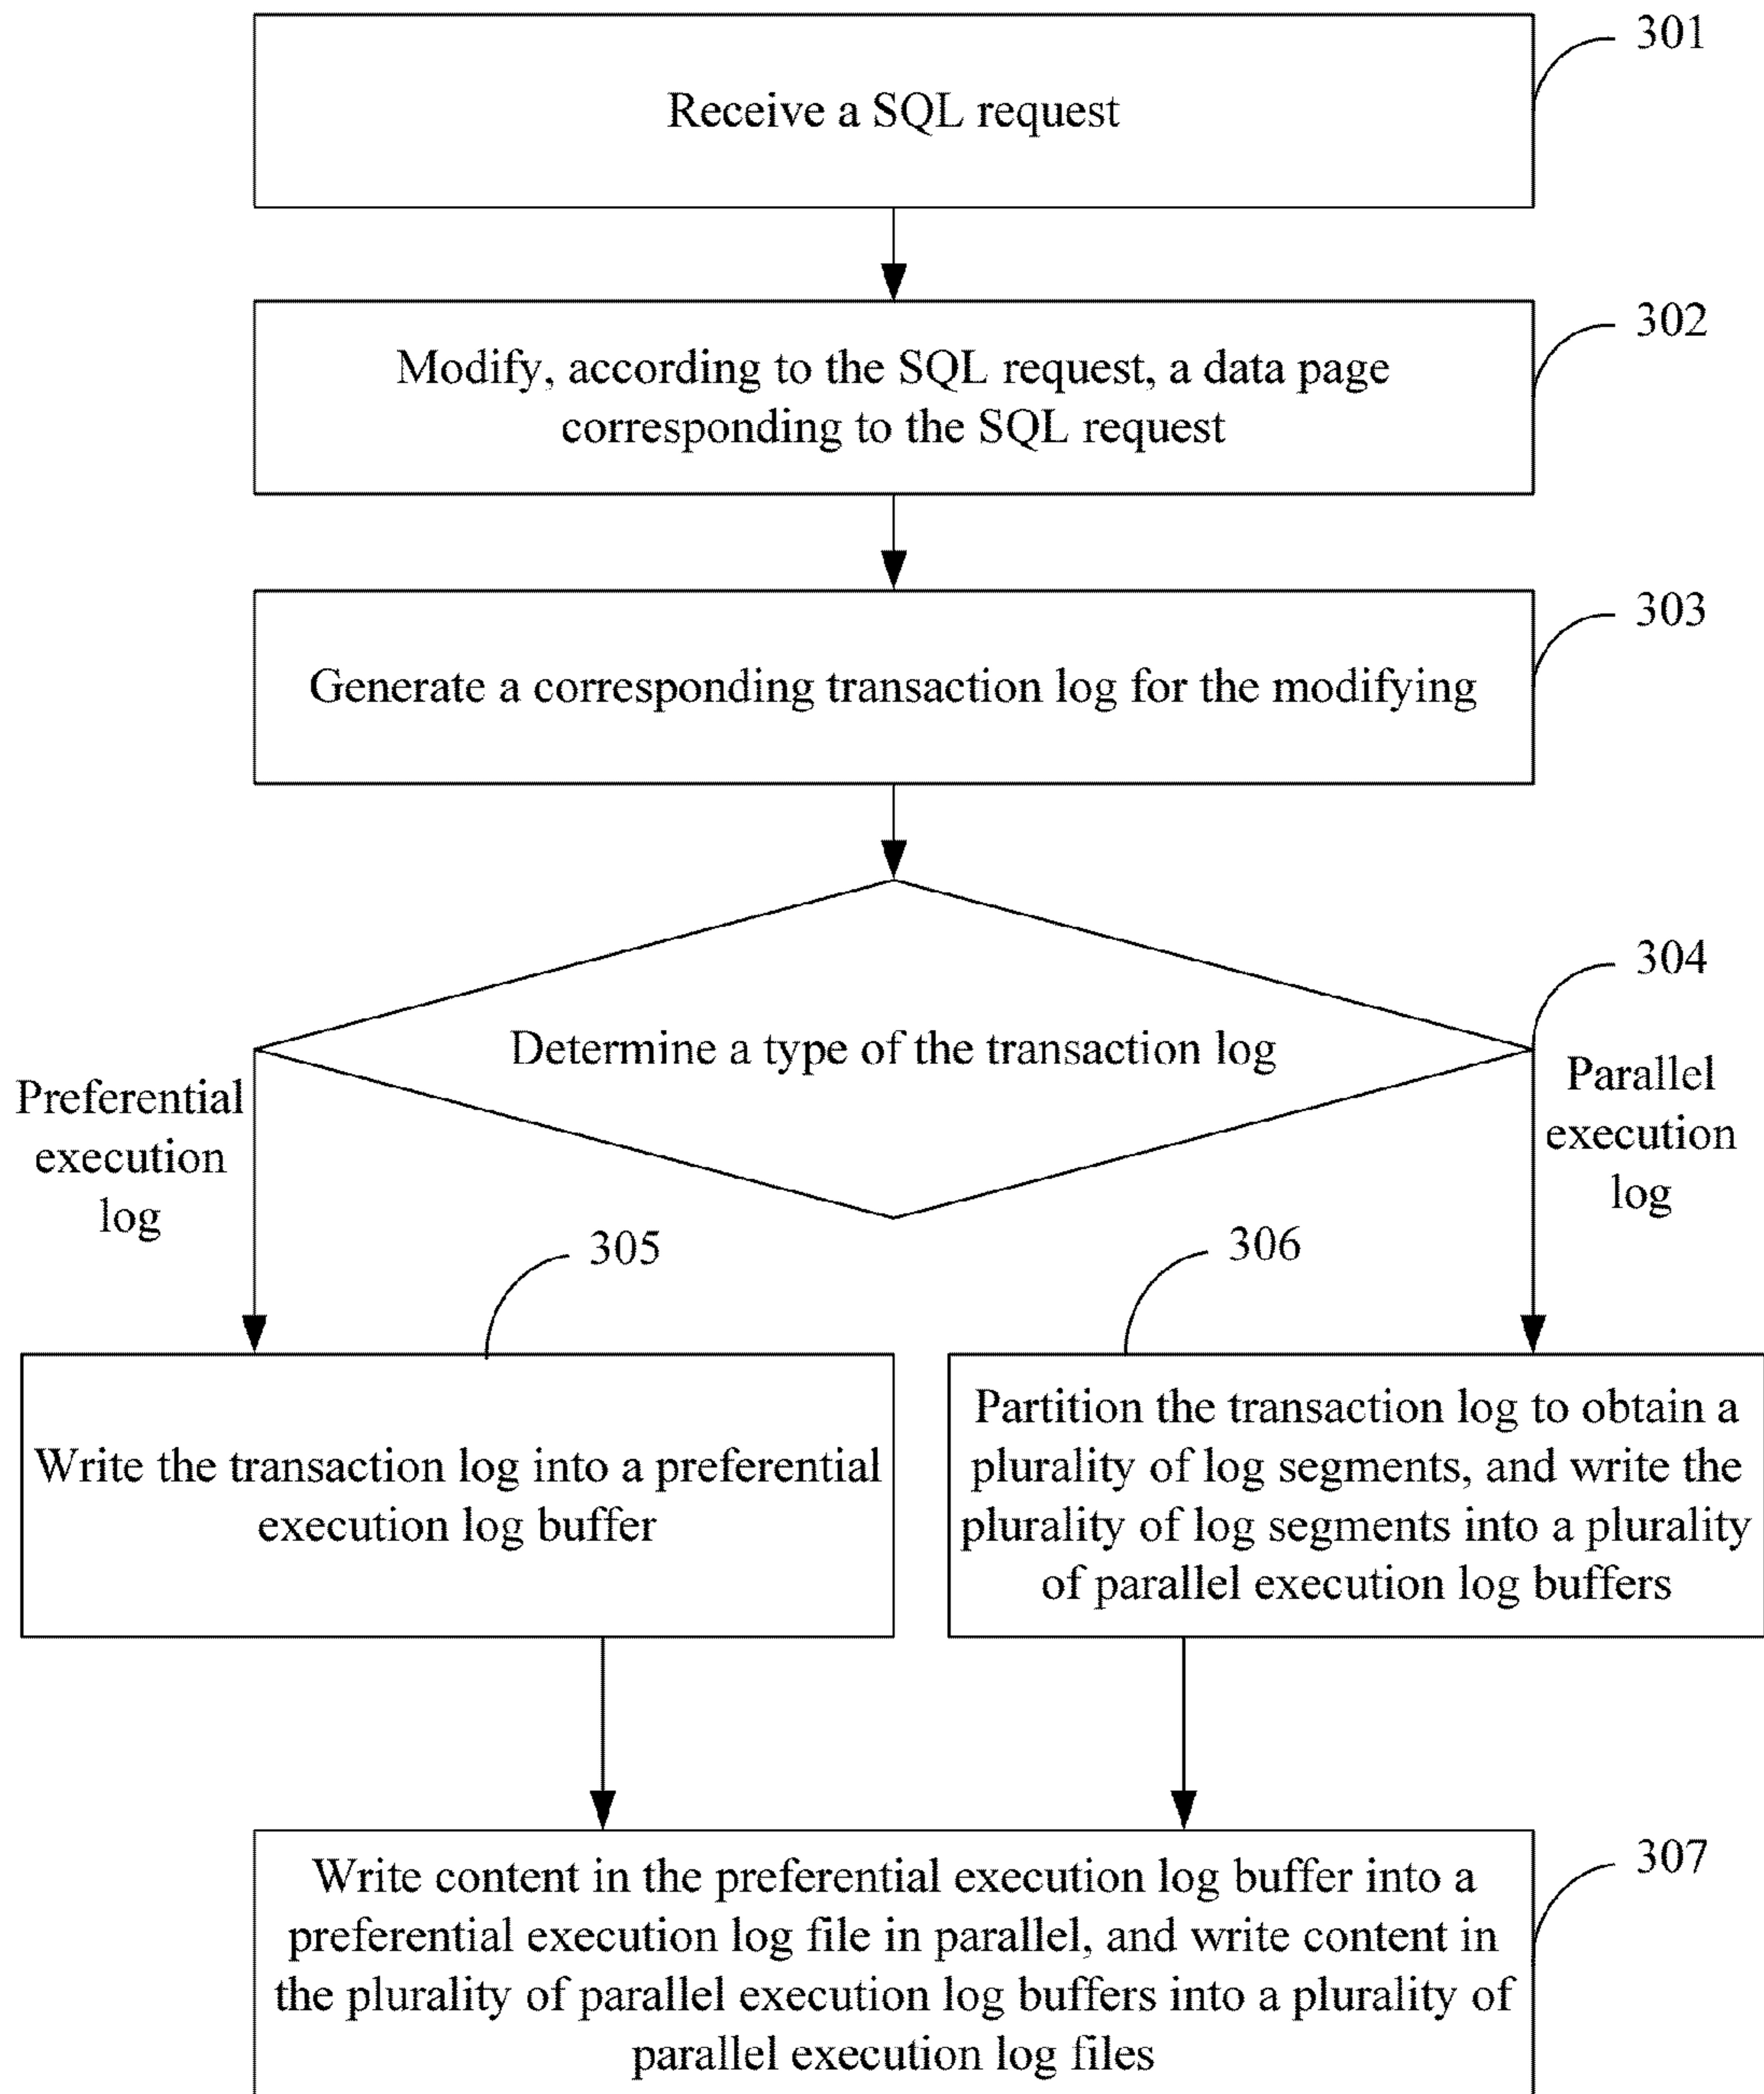 301
Receive a SQL request
302
Modify, according to the SQL request, a data page
corresponding to the SQL request
303
Generate a corresponding transaction log for the modifying
304
Determine a type of the transaction log
Preferential
execution
log
Parallel
execution
log
305
306
Write the transaction log into a preferential
execution log buffer
Partition the transaction log to obtain a
plurality of log segments, and write the
plurality of log segments into a plurality
of parallel execution log buffers
307
Write content in the preferential execution log buffer into a
preferential execution log file in parallel, and write content in
the plurality of parallel execution log buffers into a plurality of
parallel execution log files